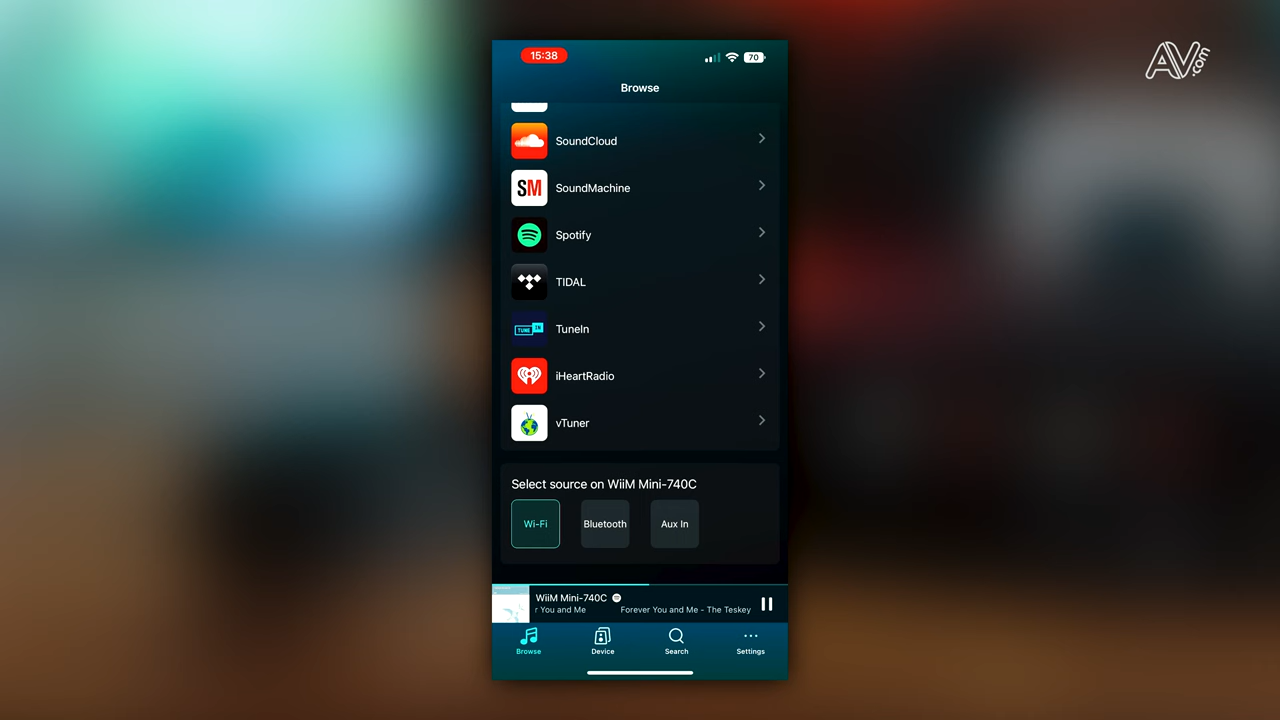 15:38
70
AV.com
Browse
SoundCloud
SM
SoundMachine
Spotify
TIDAL
TUNE IN
TuneIn
iHeartRadio
vTuner
Select source on WiiM Mini-740C
Wi-Fi
Bluetooth
Aux In
WiiM Mini-740C
r You and Me
Forever You and Me - The Teskey
Browse
Device
Search
Settings